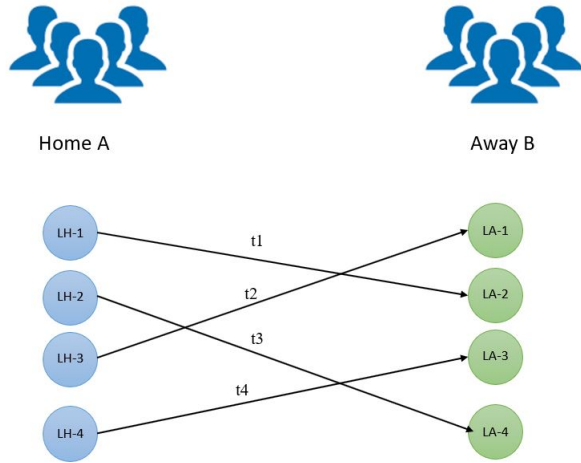 Home A
Away B
LH-1
t1
LA-1
LH-2
t2
LA-2
LH-3
t3
LA-3
LH-4
t4
LA-4